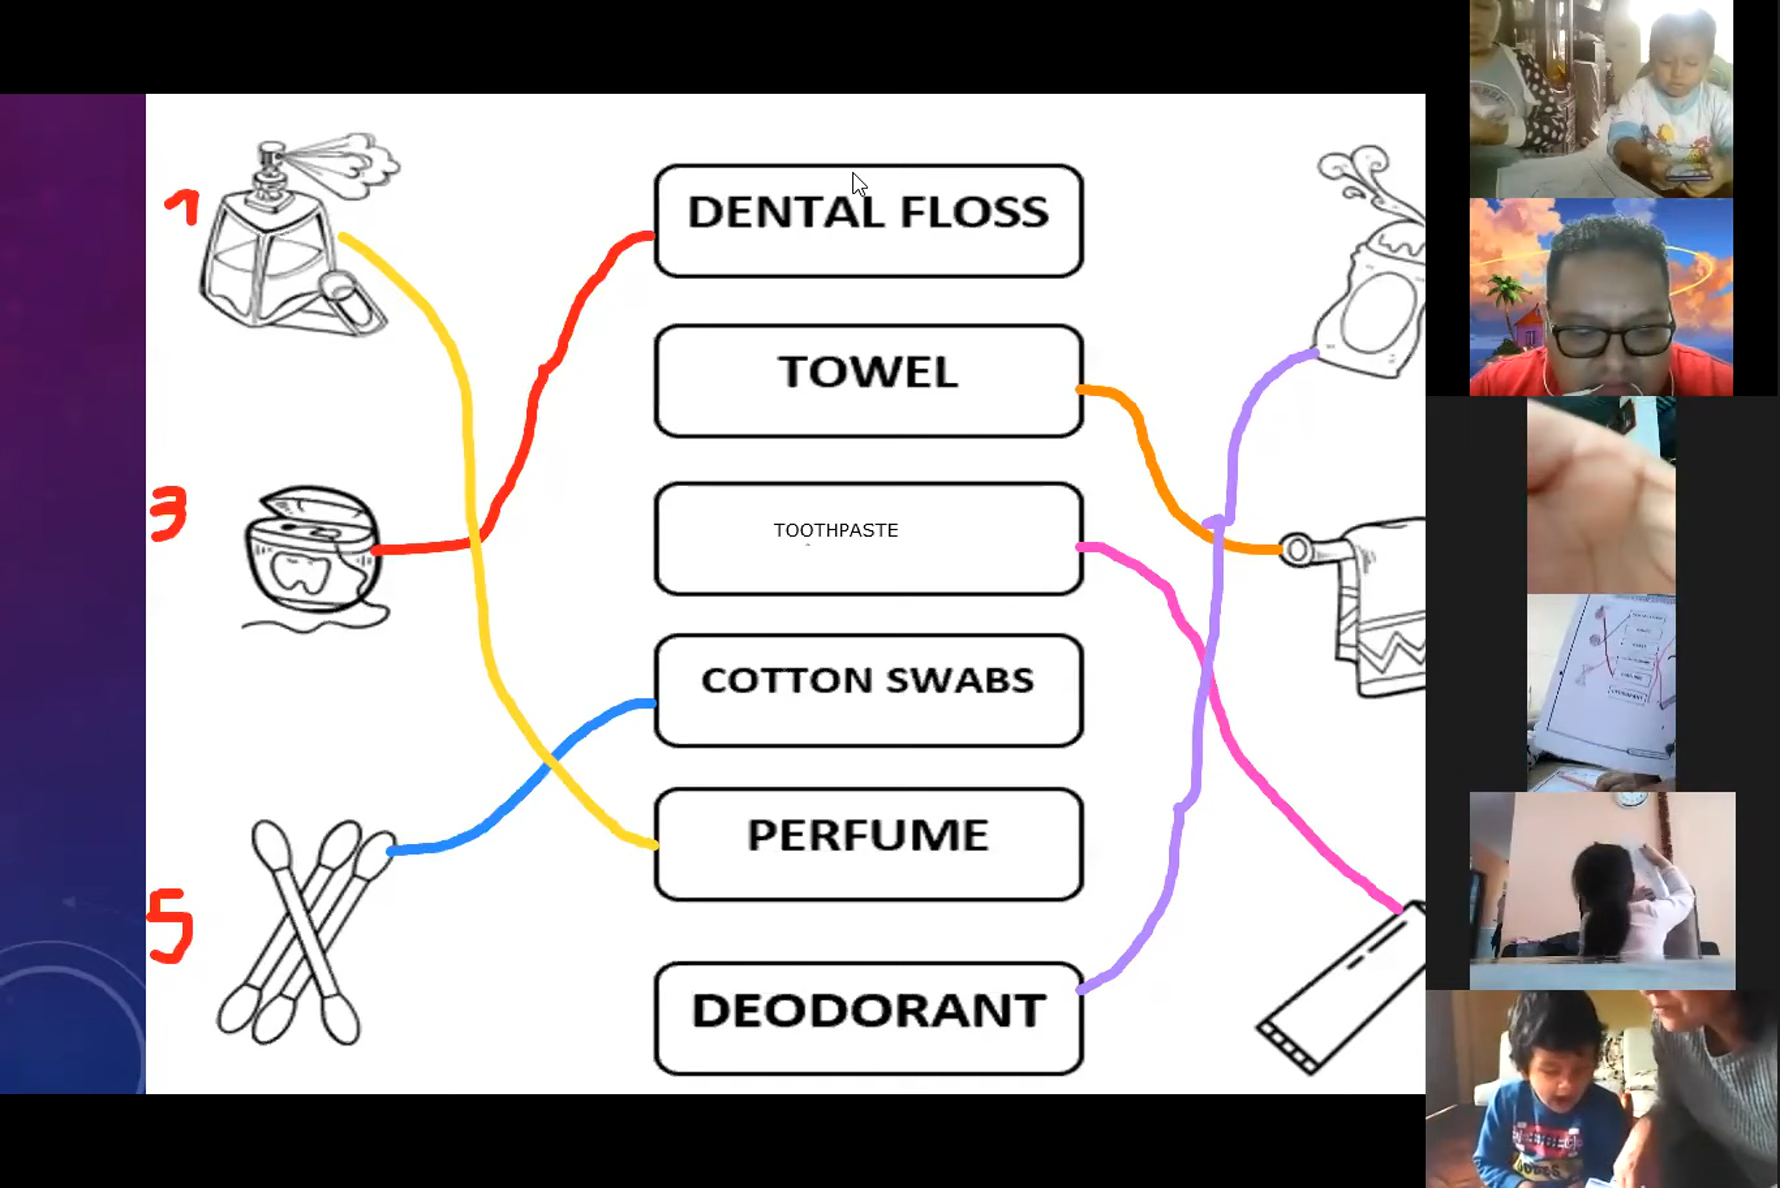 1
DENTAL FLOSS
TOWEL
3
TOOTHPASTE
COTTON SWABS
PERFUME
5
DEODORANT